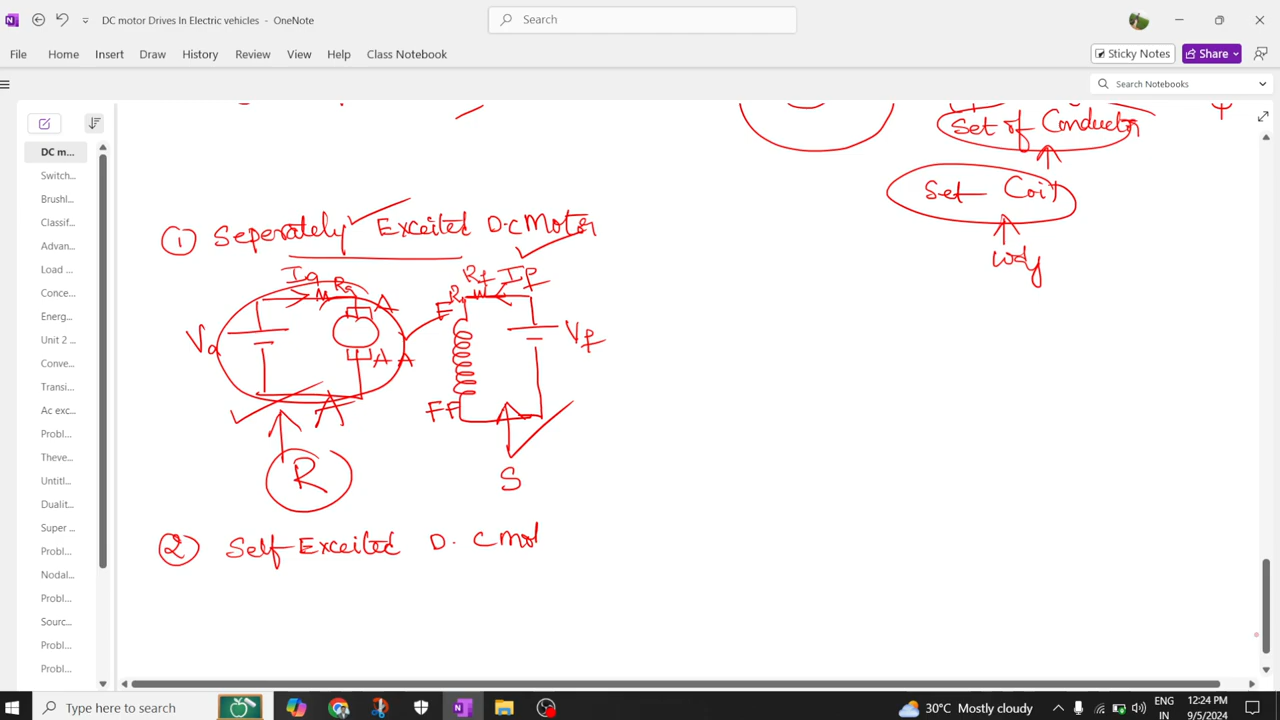 DC motor Drives In Electric vehicles - OneNote
Search
File Home Insert Draw History Review View Help Class Notebook
Sticky Notes
Share
Search Notebooks
DC m...
Switch...
Brushl...
Classif...
Advan...
Load ...
Conce...
Energ...
Unit 2 ...
Conve...
Transi...
Ac exc...
Probl...
Theve...
Untitl...
Dualit...
Super ...
Probl...
Nodal...
Probl...
Sourc...
Probl...
Probl...
Set of Conductor
Set Coil
wdg
① Seperately Excited D.C Motor
Ia Ra A
Va
A A
A
R
Rf If
F
Vf
FF
S
② Self-Excited D. C Mot
Type here to search
30°C Mostly cloudy
ENG
IN
12:24 PM
9/5/2024